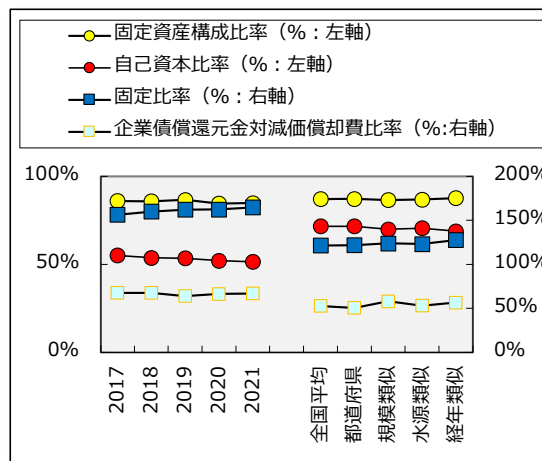 固定資産構成比率（%：左軸）
自己資本比率（%：左軸）
固定比率（%：右軸）
企業債償還元金対減価償却費比率（%:右軸）
100%
50%
0%
200%
150%
100%
50%
0%
2017
2018
2019
2020
2021
全国平均
都道府県
規模類似
水源類似
経年類似